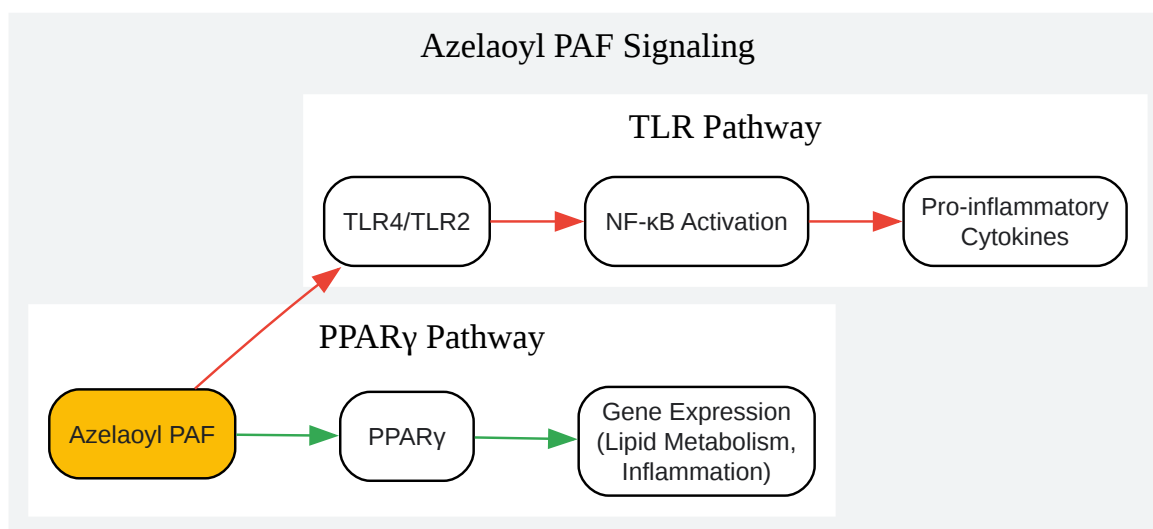 Azelaoyl PAF Signaling
TLR Pathway
TLR4/TLR2
NF-κB Activation
Pro-inflammatory
Cytokines
PPARγ Pathway
Azelaoyl PAF
PPARγ
Gene Expression
(Lipid Metabolism,
Inflammation)